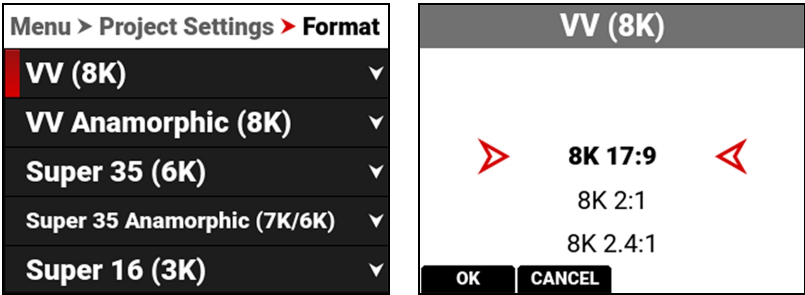 Menu > Project Settings > Format
VV (8K)
VV Anamorphic (8K)
Super 35 (6K)
Super 35 Anamorphic (7K/6K)
Super 16 (3K)
VV (8K)
8K 17:9
8K 2:1
8K 2.4:1
OK CANCEL